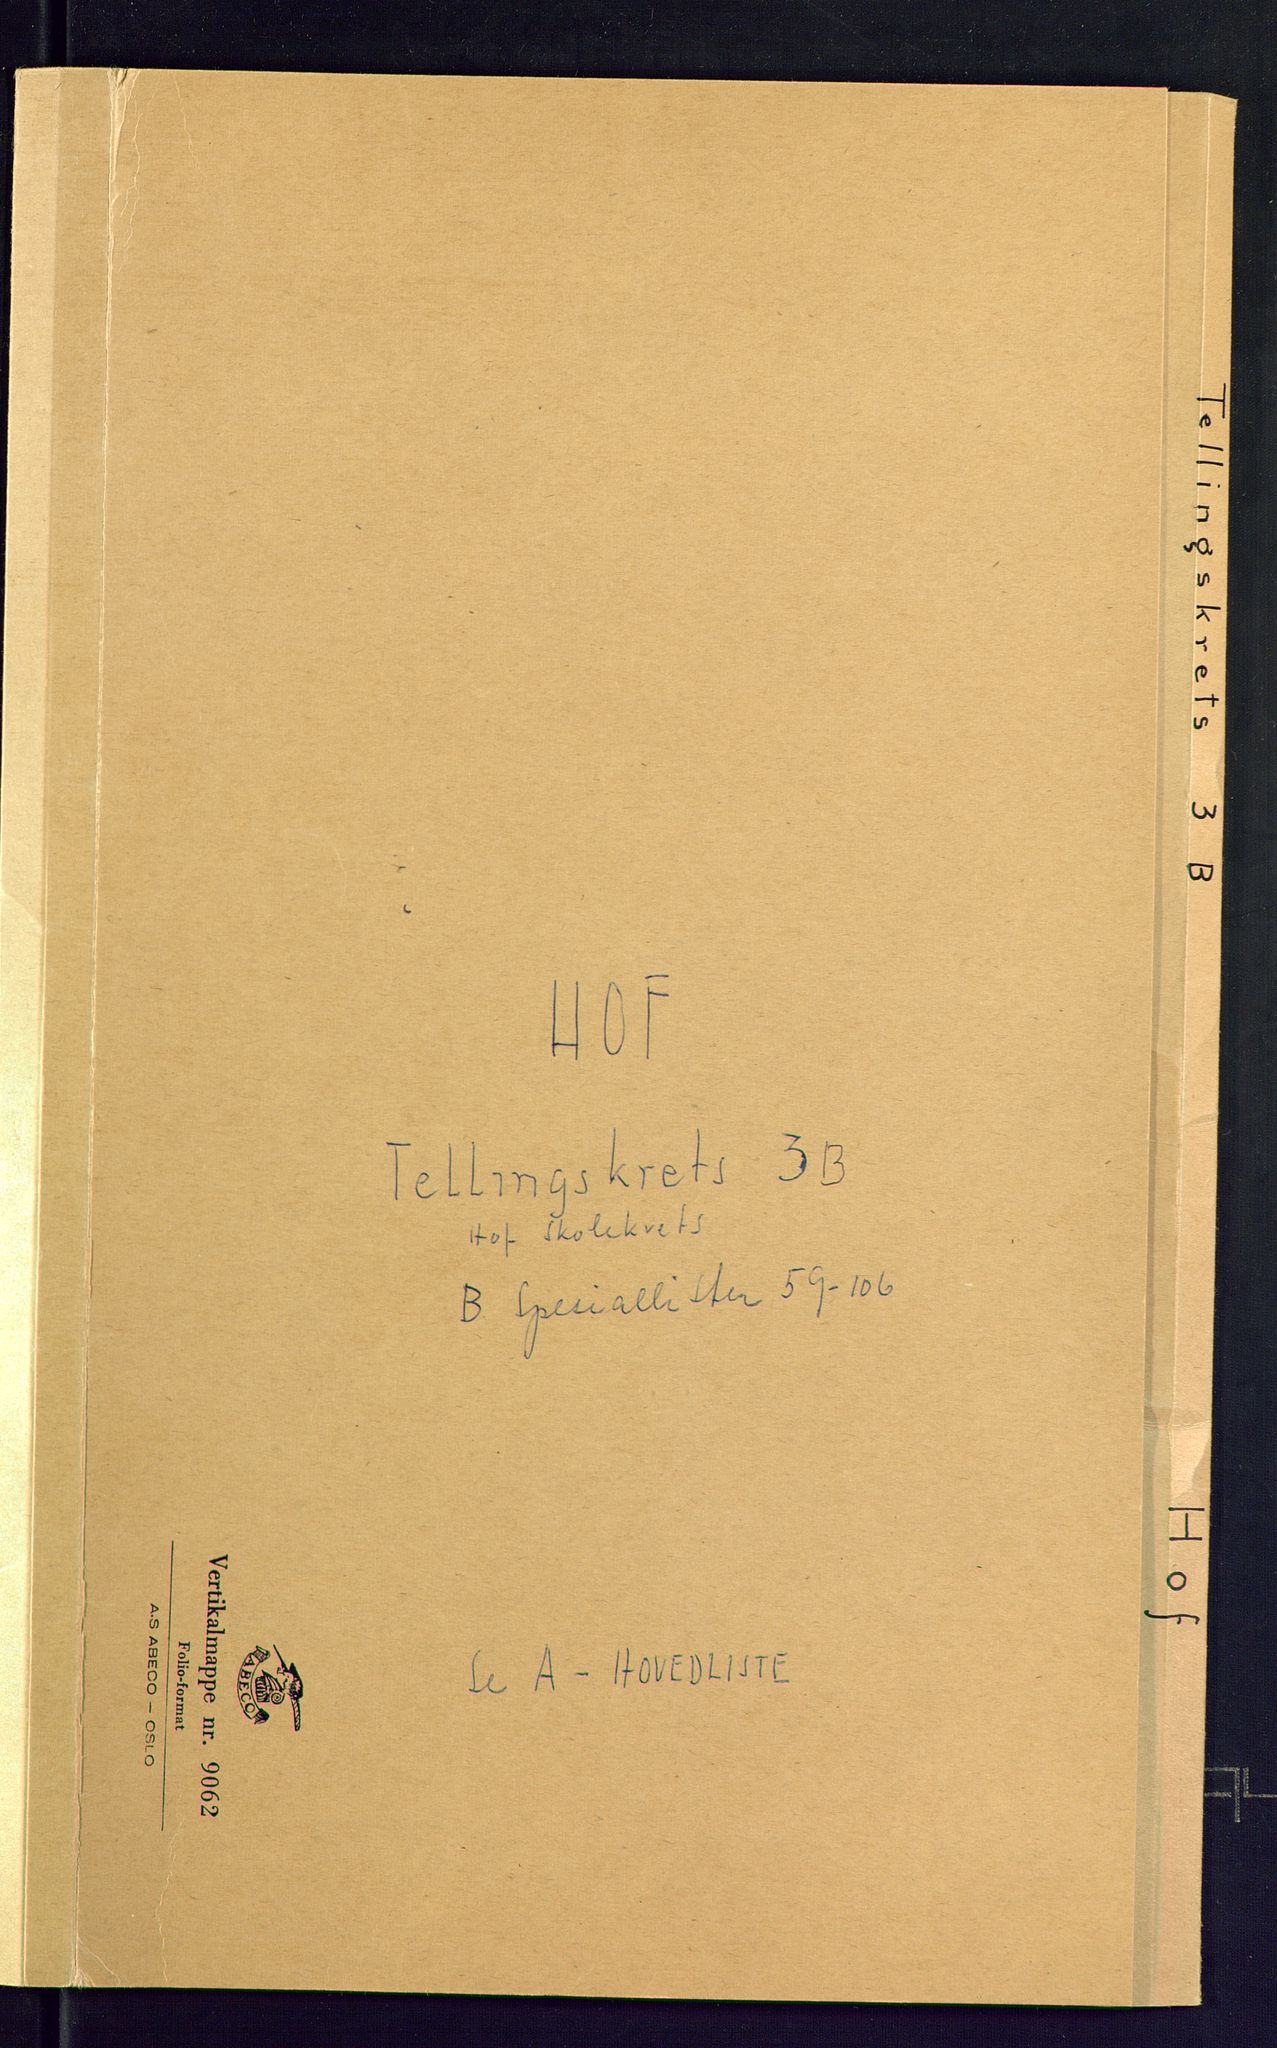 HOF
Tellingskrets 3B
Hof skolekrets
B Spesiallister 59-106
Se A - HOVEDLISTE
Tellingskrets 3 B
Hof
ABECO
Vertikalmappe nr. 9062
Folio-format
A.S ABECO - OSLO